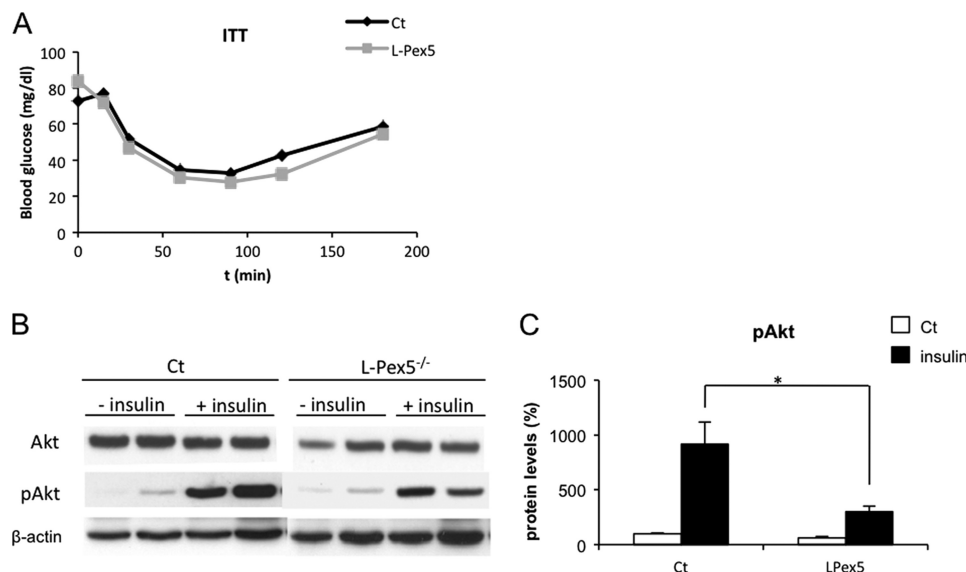 A
ITT
Ct
L-Pex5
Blood glucose (mg/dl)
100
80
60
40
20
0
0 50 100 150 200
t (min)
B
Ct L-Pex5-/-
- insulin + insulin - insulin + insulin
Akt
pAkt
β-actin
C
pAkt
Ct
insulin
protein levels (%)
1500
1000
500
0
*
Ct LPex5